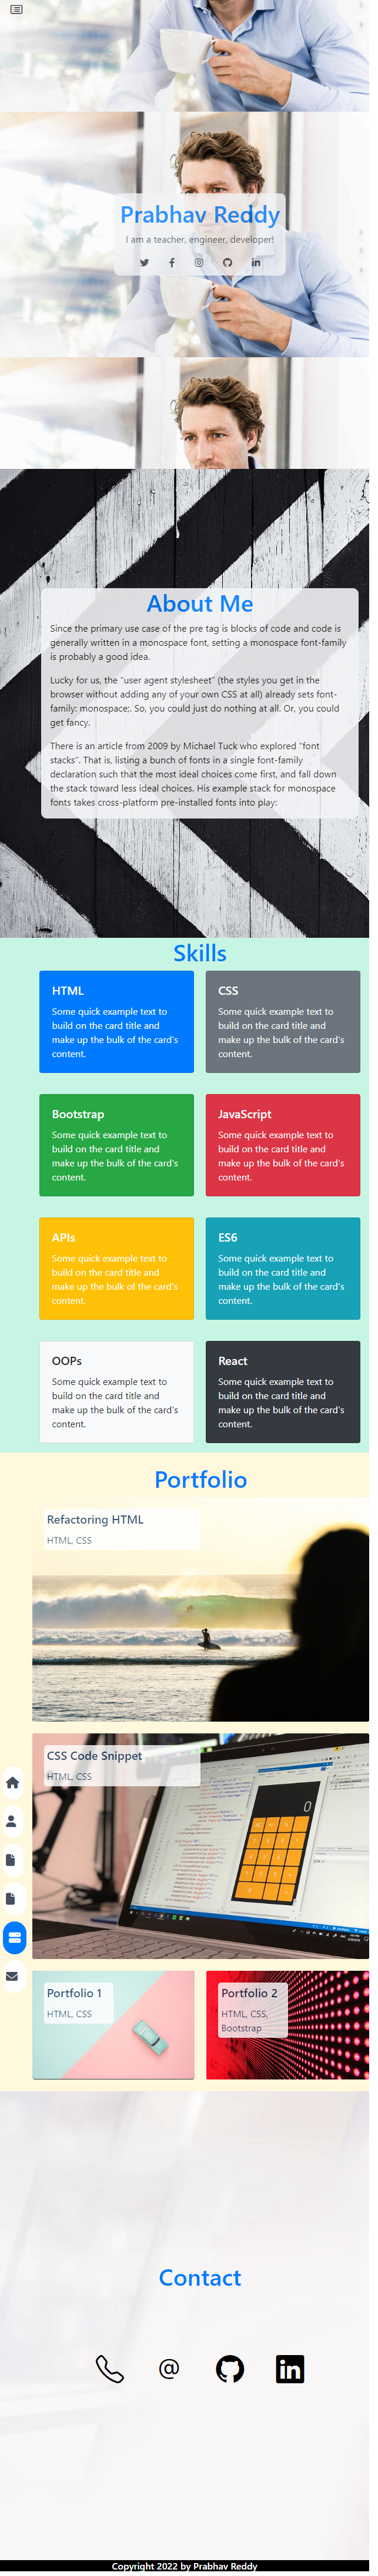 Prabhav Reddy
I am a teacher, engineer, developer!
About Me
Since the primary use case of the pre tag is blocks of code and code is
generally written in a monospace font, setting a monospace font-family
is probably a good idea.
Lucky for us, the “user agent stylesheet” (the styles you get in the
browser without adding any of your own CSS at all) already sets font-
family: monospace;. So, you could just do nothing at all. Or, you could
get fancy.
There is an article from 2009 by Michael Tuck who explored “font
stacks”. That is, listing a bunch of fonts in a single font-family
declaration such that the most ideal choices come first, and fall down
the stack toward less ideal choices. His example stack for monospace
fonts takes cross-platform pre-installed fonts into play:
Skills
HTML
Some quick example text to
build on the card title and
make up the bulk of the card's
content.
CSS
Some quick example text to
build on the card title and
make up the bulk of the card's
content.
Bootstrap
Some quick example text to
build on the card title and
make up the bulk of the card's
content.
JavaScript
Some quick example text to
build on the card title and
make up the bulk of the card's
content.
APIs
Some quick example text to
build on the card title and
make up the bulk of the card's
content.
ES6
Some quick example text to
build on the card title and
make up the bulk of the card's
content.
OOPs
Some quick example text to
build on the card title and
make up the bulk of the card's
content.
React
Some quick example text to
build on the card title and
make up the bulk of the card's
content.
Portfolio
Refactoring HTML
HTML, CSS
CSS Code Snippet
HTML, CSS
Portfolio 1
HTML, CSS
Portfolio 2
HTML, CSS,
Bootstrap
Contact
@
in
Copyright 2022 by Prabhav Reddy